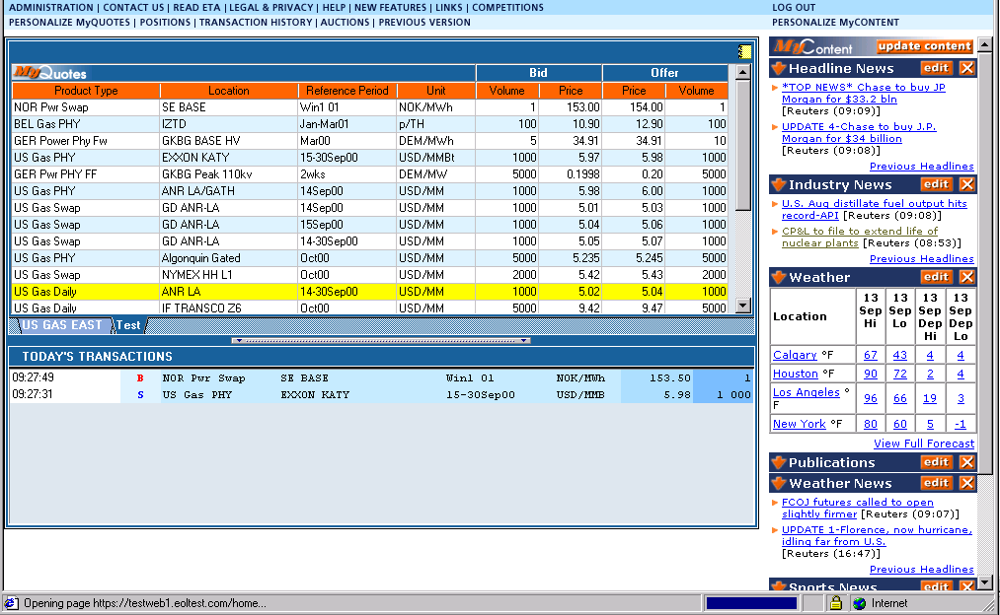 ADMINISTRATION | CONTACT US | READ ETA | LEGAL & PRIVACY | HELP | NEW FEATURES | LINKS | COMPETITIONS
LOG OUT
PERSONALIZE MyQUOTES | POSITIONS | TRANSACTION HISTORY | AUCTIONS | PREVIOUS VERSION
PERSONALIZE MyCONTENT
MyQuotes Bid Offer
Product Type Location Reference Period Unit Volume Price Price Volume
NOR Pwr Swap SE BASE Win1 01 NOK/MWh 1 153.00 154.00 1
BEL Gas PHY IZTD Jan-Mar01 p/TH 100 10.90 12.90 100
GER Power Phy Fw GKBG BASE HV Mar00 DEM/MWh 5 34.91 34.91 10
US Gas PHY EXXON KATY 15-30Sep00 USD/MMBt 1000 5.97 5.98 1000
GER Pwr PHY FF GKBG Peak 110kv 2wks DEM/MW 5000 0.1998 0.20 5000
US Gas PHY ANR LA/GATH 14Sep00 USD/MM 1000 5.98 6.00 1000
US Gas Swap GD ANR-LA 14Sep00 USD/MM 1000 5.01 5.03 1000
US Gas Swap GD ANR-LA 15Sep00 USD/MM 1000 5.04 5.06 1000
US Gas Swap GD ANR-LA 14-30Sep00 USD/MM 1000 5.05 5.07 1000
US Gas PHY Algonquin Gated Oct00 USD/MM 5000 5.235 5.245 5000
US Gas Swap NYMEX HH L1 Oct00 USD/MM 2000 5.42 5.43 2000
US Gas Daily ANR LA 14-30Sep00 USD/MM 1000 5.02 5.04 1000
US Gas Daily IF TRANSCO Z6 Oct00 USD/MM 5000 9.42 9.47 5000
US GAS EAST Test
TODAY'S TRANSACTIONS
09:27:49 B NOR Pwr Swap SE BASE Win1 01 NOK/MWh 153.50 1
09:27:31 S US Gas PHY EXXON KATY 15-30Sep00 USD/MMB 5.98 1 000
MyContent update content
Headline News edit
*TOP NEWS* Chase to buy JP
Morgan for $33.2 bln
[Reuters (09:09)]
UPDATE 4-Chase to buy J.P.
Morgan for $34 billion
[Reuters (09:08)]
Previous Headlines
Industry News edit
U.S. Aug distillate fuel output hits
record-API [Reuters (09:08)]
CP&L to file to extend life of
nuclear plants [Reuters (08:53)]
Previous Headlines
Weather edit
Location 13 Sep Hi 13 Sep Lo 13 Sep Dep Hi 13 Sep Dep Lo
Calgary °F 67 43 4 4
Houston °F 90 72 2 4
Los Angeles °F 96 66 19 3
New York °F 80 60 5 -1
View Full Forecast
Publications edit
Weather News edit
FCOJ futures called to open
slightly firmer [Reuters (09:07)]
UPDATE 1-Florence, now hurricane,
idling far from U.S.
[Reuters (16:47)]
Previous Headlines
Sports News edit
Opening page https://testweb1.eoltest.com/home... Internet